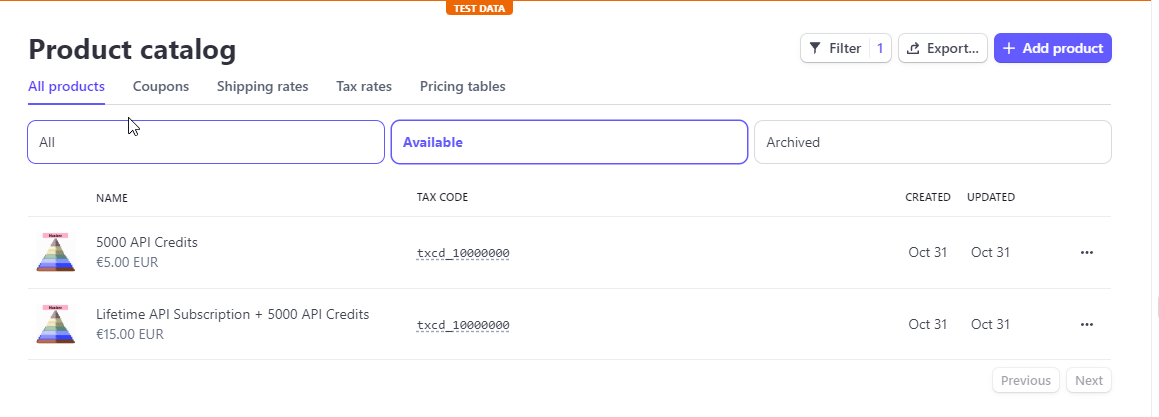 TEST DATA
Product catalog
Filter 1 Export... Add product
All products Coupons Shipping rates Tax rates Pricing tables
All Available Archived
NAME TAX CODE CREATED UPDATED
5000 API Credits
€5.00 EUR
txcd_10000000 Oct 31 Oct 31
Lifetime API Subscription + 5000 API Credits
€15.00 EUR
txcd_10000000 Oct 31 Oct 31
Previous Next